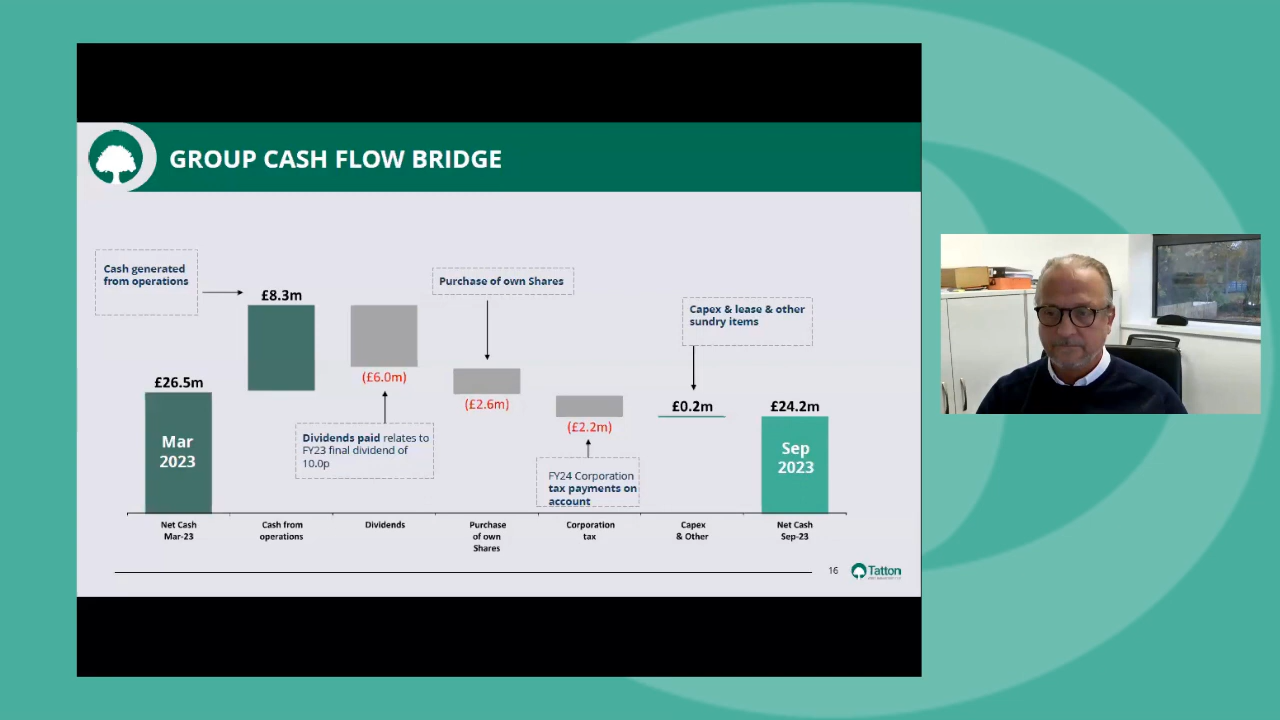 GROUP CASH FLOW BRIDGE
Cash generated
from operations
£8.3m
Purchase of own Shares
Capex & lease & other
sundry items
£26.5m
(£6.0m)
(£2.6m)
£0.2m
£24.2m
(£2.2m)
Mar
2023
Dividends paid relates to
FY23 final dividend of
10.0p
Sep
2023
FY24 Corporation
tax payments on
account
Net Cash
Mar-23
Cash from
operations
Dividends
Purchase
of own
Shares
Corporation
tax
Capex
& Other
Net Cash
Sep-23
16
Tatton